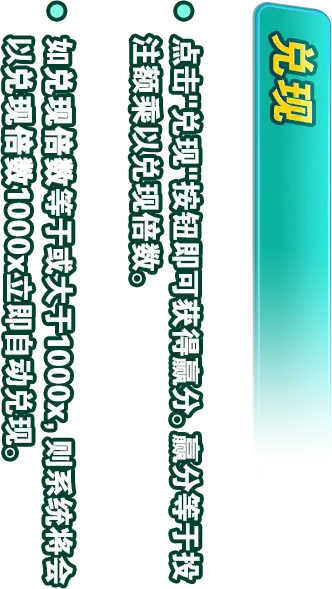 兑现
点击"兑现"按钮即可获得赢分。赢分等于投
注额乘以兑现倍数。
如兑现倍数等于或大于1000x,则系统将会
以兑现倍数1000x立即自动兑现。